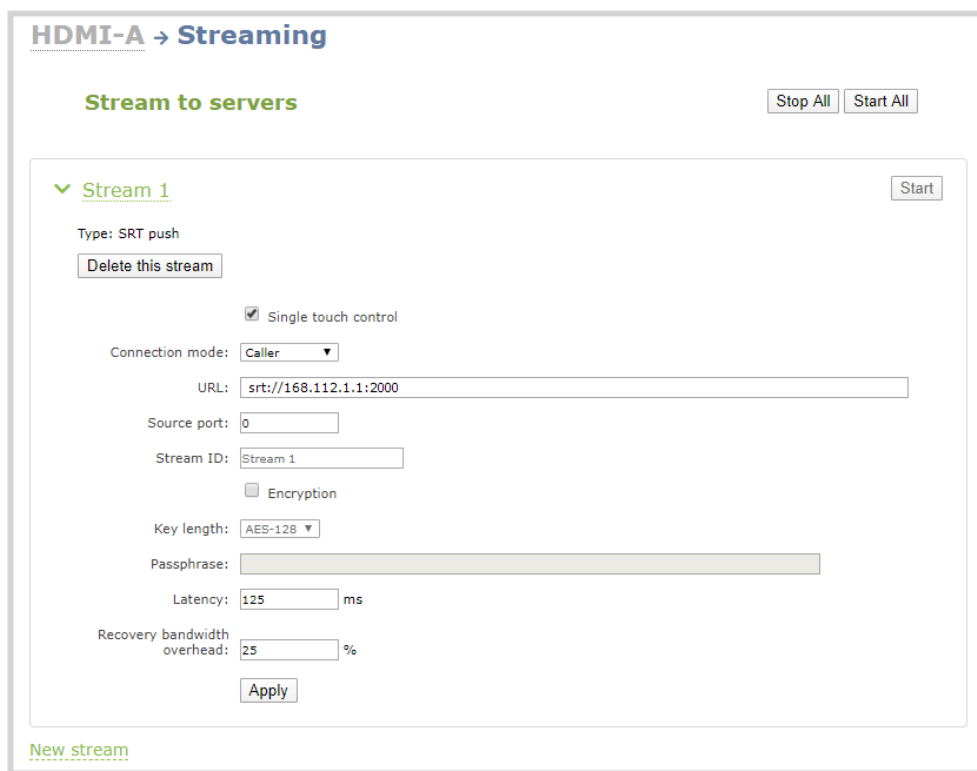 HDMI-A → Streaming
Stream to servers
Stop All Start All
Stream 1
Start
Type: SRT push
Delete this stream
Single touch control
Connection mode: Caller
URL: srt://168.112.1.1:2000
Source port: 0
Stream ID: Stream 1
Encryption
Key length: AES-128
Passphrase:
Latency: 125 ms
Recovery bandwidth
overhead: 25 %
Apply
New stream